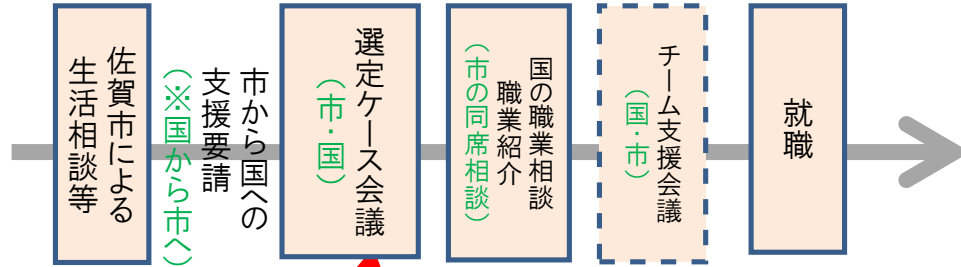 佐賀市による
生活相談等
市から国への
支援要請
（※国から市へ）
選定ケース会議
（市・国）
国の職業相談
職業紹介
（市の同席相談）
チーム支援会議
（国・市）
就職